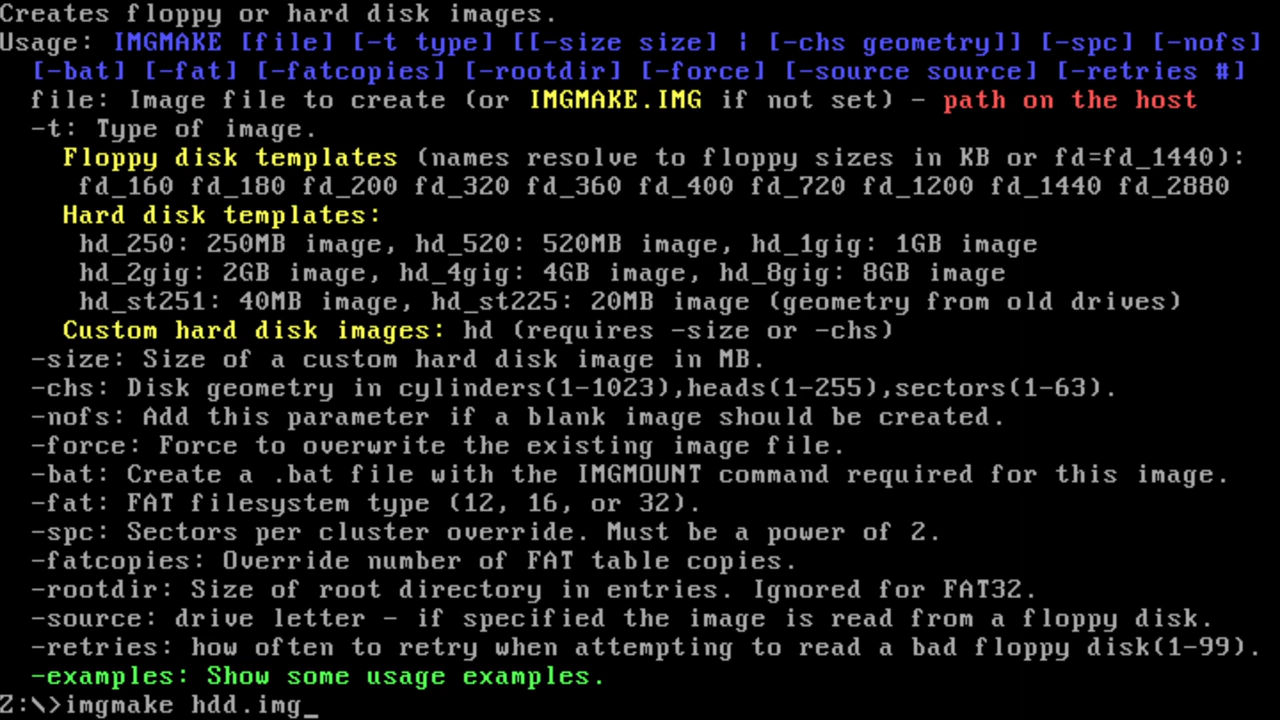 Creates floppy or hard disk images.
Usage: IMGMAKE [file] [-t type] [[-size size] ¦ [-chs geometry]] [-spc] [-nofs]
[-bat] [-fat] [-fatcopies] [-rootdir] [-force] [-source source] [-retries #]
file: Image file to create (or IMGMAKE.IMG if not set) - path on the host
-t: Type of image.
Floppy disk templates (names resolve to floppy sizes in KB or fd=fd_1440):
fd_160 fd_180 fd_200 fd_320 fd_360 fd_400 fd_720 fd_1200 fd_1440 fd_2880
Hard disk templates:
hd_250: 250MB image, hd_520: 520MB image, hd_1gig: 1GB image
hd_2gig: 2GB image, hd_4gig: 4GB image, hd_8gig: 8GB image
hd_st251: 40MB image, hd_st225: 20MB image (geometry from old drives)
Custom hard disk images: hd (requires -size or -chs)
-size: Size of a custom hard disk image in MB.
-chs: Disk geometry in cylinders(1-1023),heads(1-255),sectors(1-63).
-nofs: Add this parameter if a blank image should be created.
-force: Force to overwrite the existing image file.
-bat: Create a .bat file with the IMGMOUNT command required for this image.
-fat: FAT filesystem type (12, 16, or 32).
-spc: Sectors per cluster override. Must be a power of 2.
-fatcopies: Override number of FAT table copies.
-rootdir: Size of root directory in entries. Ignored for FAT32.
-source: drive letter - if specified the image is read from a floppy disk.
-retries: how often to retry when attempting to read a bad floppy disk(1-99).
-examples: Show some usage examples.
Z:\>imgmake hdd.img_